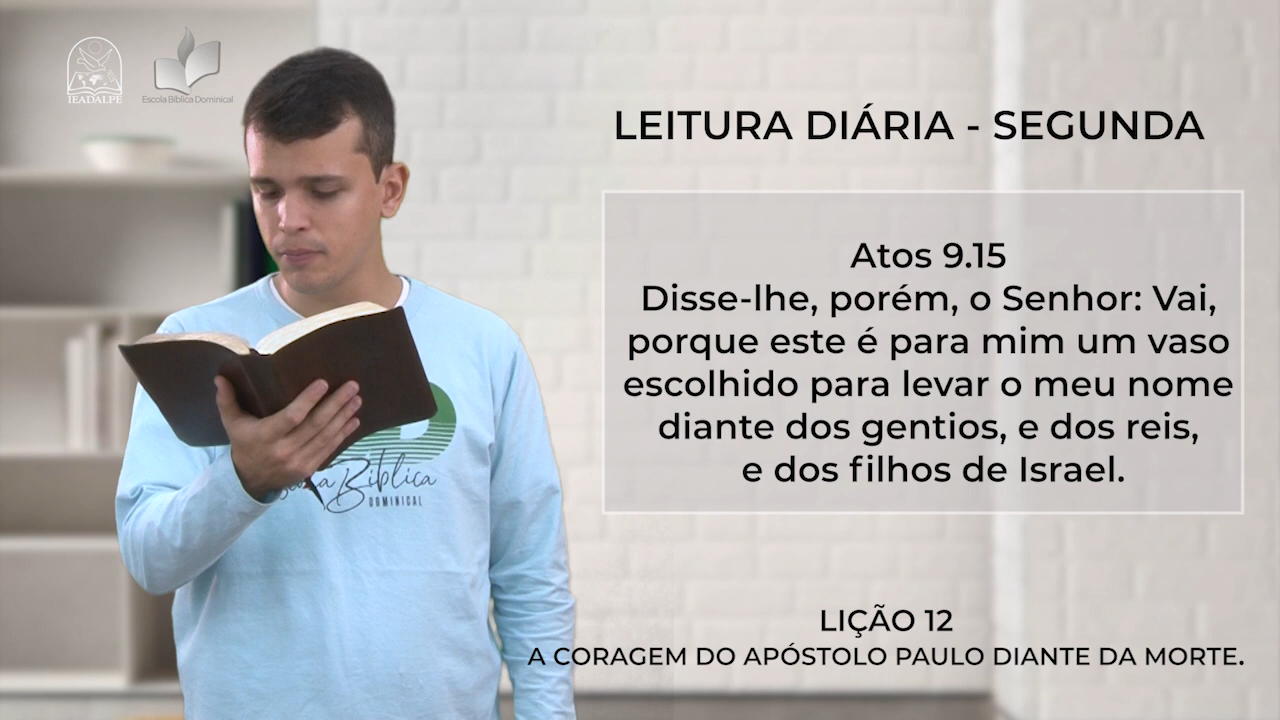 IEADALPE
Escola Bíblica Dominical
LEITURA DIÁRIA - SEGUNDA
Atos 9.15
Disse-lhe, porém, o Senhor: Vai,
porque este é para mim um vaso
escolhido para levar o meu nome
diante dos gentios, e dos reis,
e dos filhos de Israel.
Bíblica
DOMINICAL
LIÇÃO 12
A CORAGEM DO APÓSTOLO PAULO DIANTE DA MORTE.